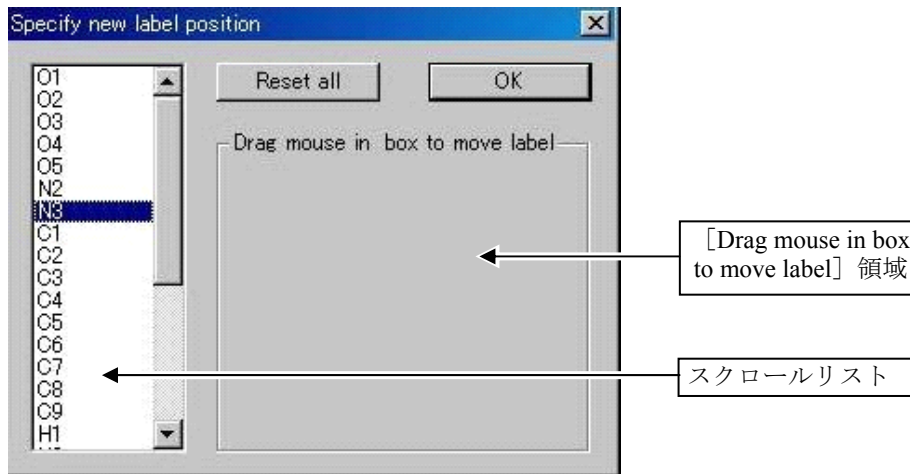 Specify new label position
O1
O2
O3
O4
O5
N2
N3
C1
C2
C3
C4
C5
C6
C7
C8
C9
H1
Reset all
OK
Drag mouse in box to move label
［Drag mouse in box
to move label］領域
スクロールリスト